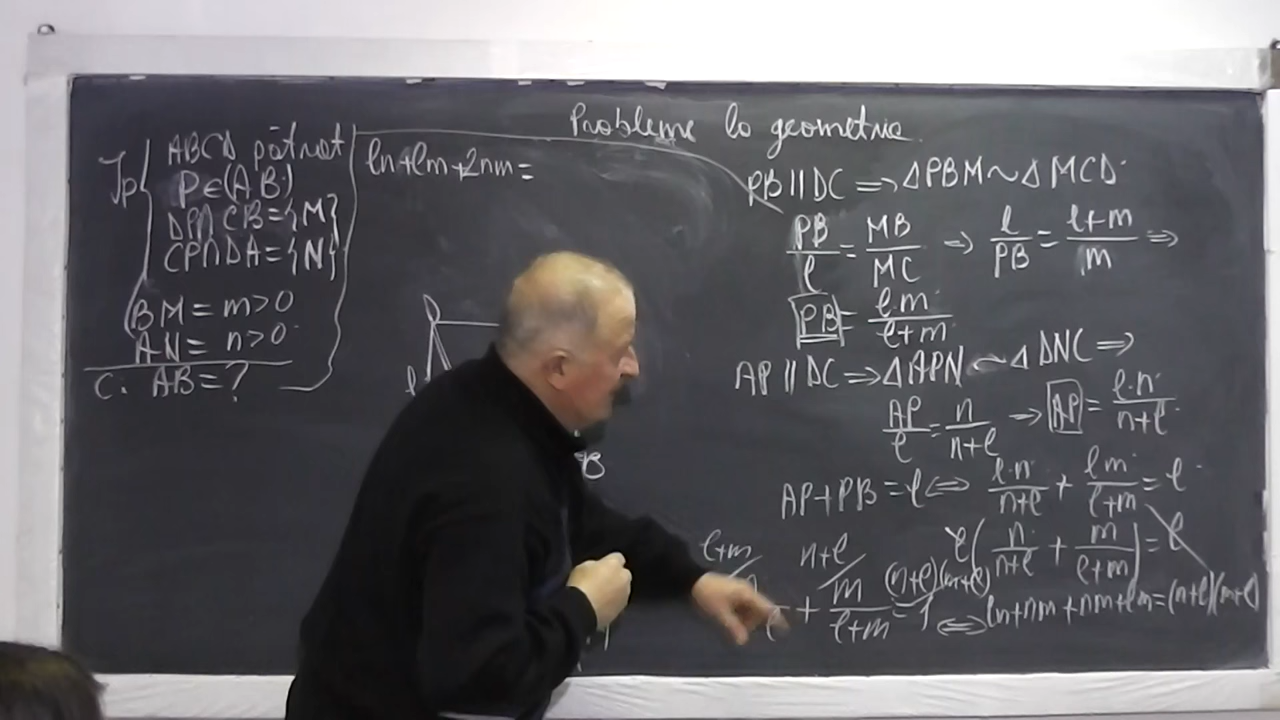 Probleme la geometrie
Ip ABCD pătrat
P∈(AB)
DP∩CB={M}
CP∩DA={N}
BM = m>0
AN = n>0
C. AB=?
ln+lm+2nm=
l
B
PB∥DC ⇒ ΔPBM∼ΔMCD
PB/l = MB/MC ⇒ l/PB = l+m/m ⇒
PB = l·m/l+m
AP∥DC ⇒ ΔAPN∼ΔDNC ⇒
AP/l = n/n+l ⇒ AP = l·n/n+l
AP+PB=l ⇔ l·n/n+l + lm/l+m = l
l(n/n+l + m/l+m) = l
l+m n+l (n+l)(m+l)
+ m/l+m = 1 ⇔ ln+nm+nm+lm=(n+l)(m+l)